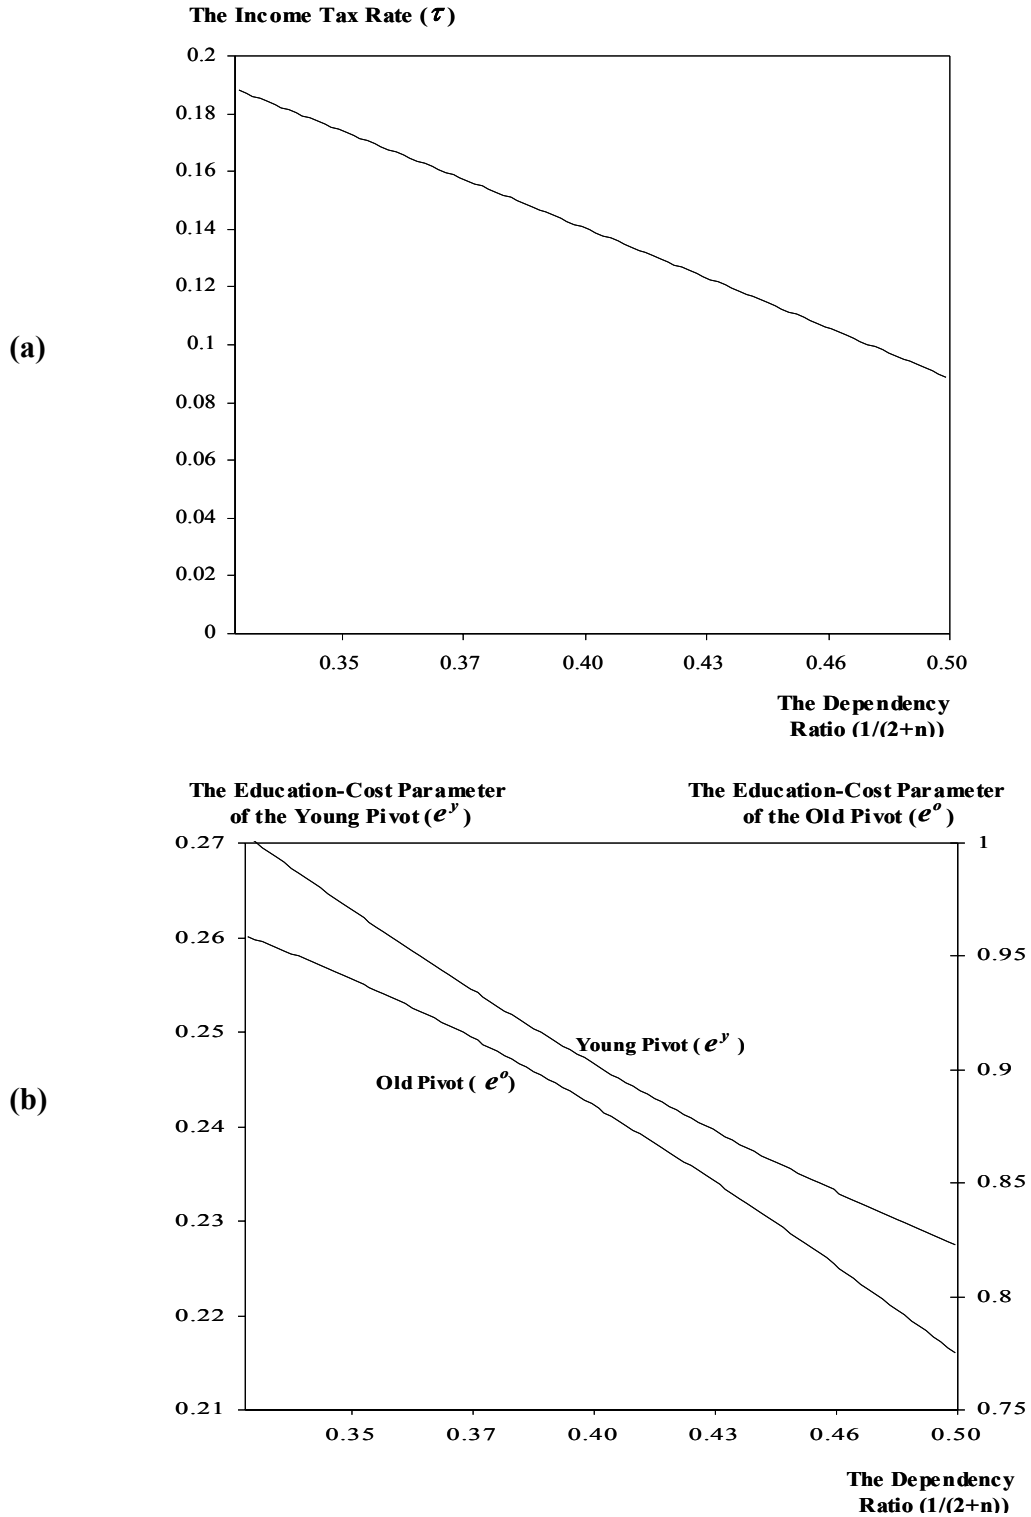 The Income Tax Rate (τ)
0.2
0.18
0.16
0.14
0.12
0.1
(a)
0.08
0.06
0.04
0.02
0
0.35 0.37 0.40 0.43 0.46 0.50
The Dependency
Ratio (1/(2+n))
The Education-Cost Parameter The Education-Cost Parameter
of the Young Pivot (e^y) of the Old Pivot (e^o)
0.27 1
0.26 0.95
0.25
Young Pivot (e^y)
0.9
Old Pivot ( e^o)
(b)
0.24
0.85
0.23
0.8
0.22
0.21 0.75
0.35 0.37 0.40 0.43 0.46 0.50
The Dependency
Ratio (1/(2+n))